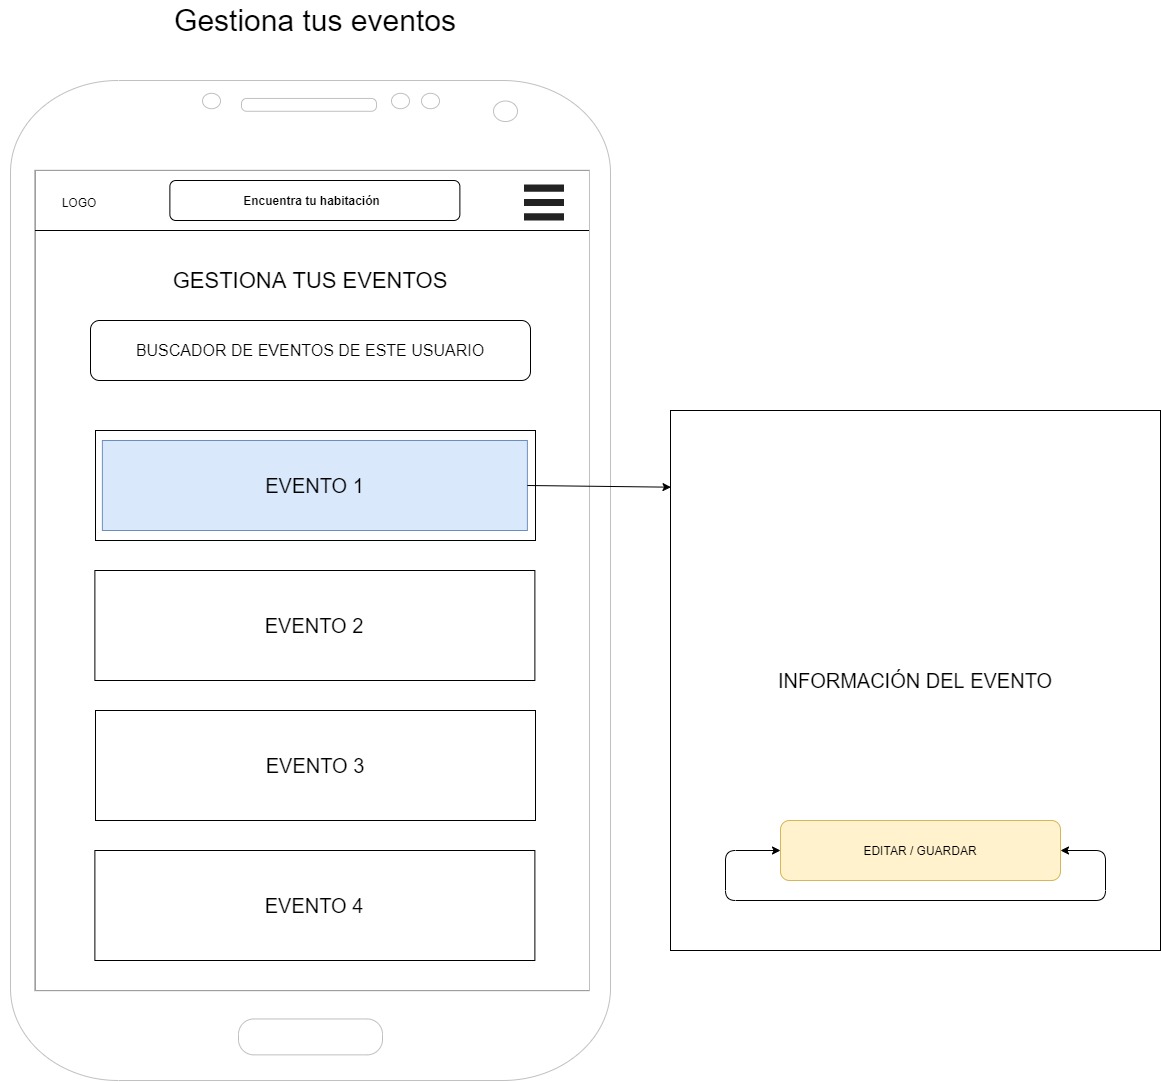 Gestiona tus eventos
LOGO
Encuentra tu habitación
GESTIONA TUS EVENTOS
BUSCADOR DE EVENTOS DE ESTE USUARIO
EVENTO 1
EVENTO 2
EVENTO 3
EVENTO 4
INFORMACIÓN DEL EVENTO
EDITAR / GUARDAR